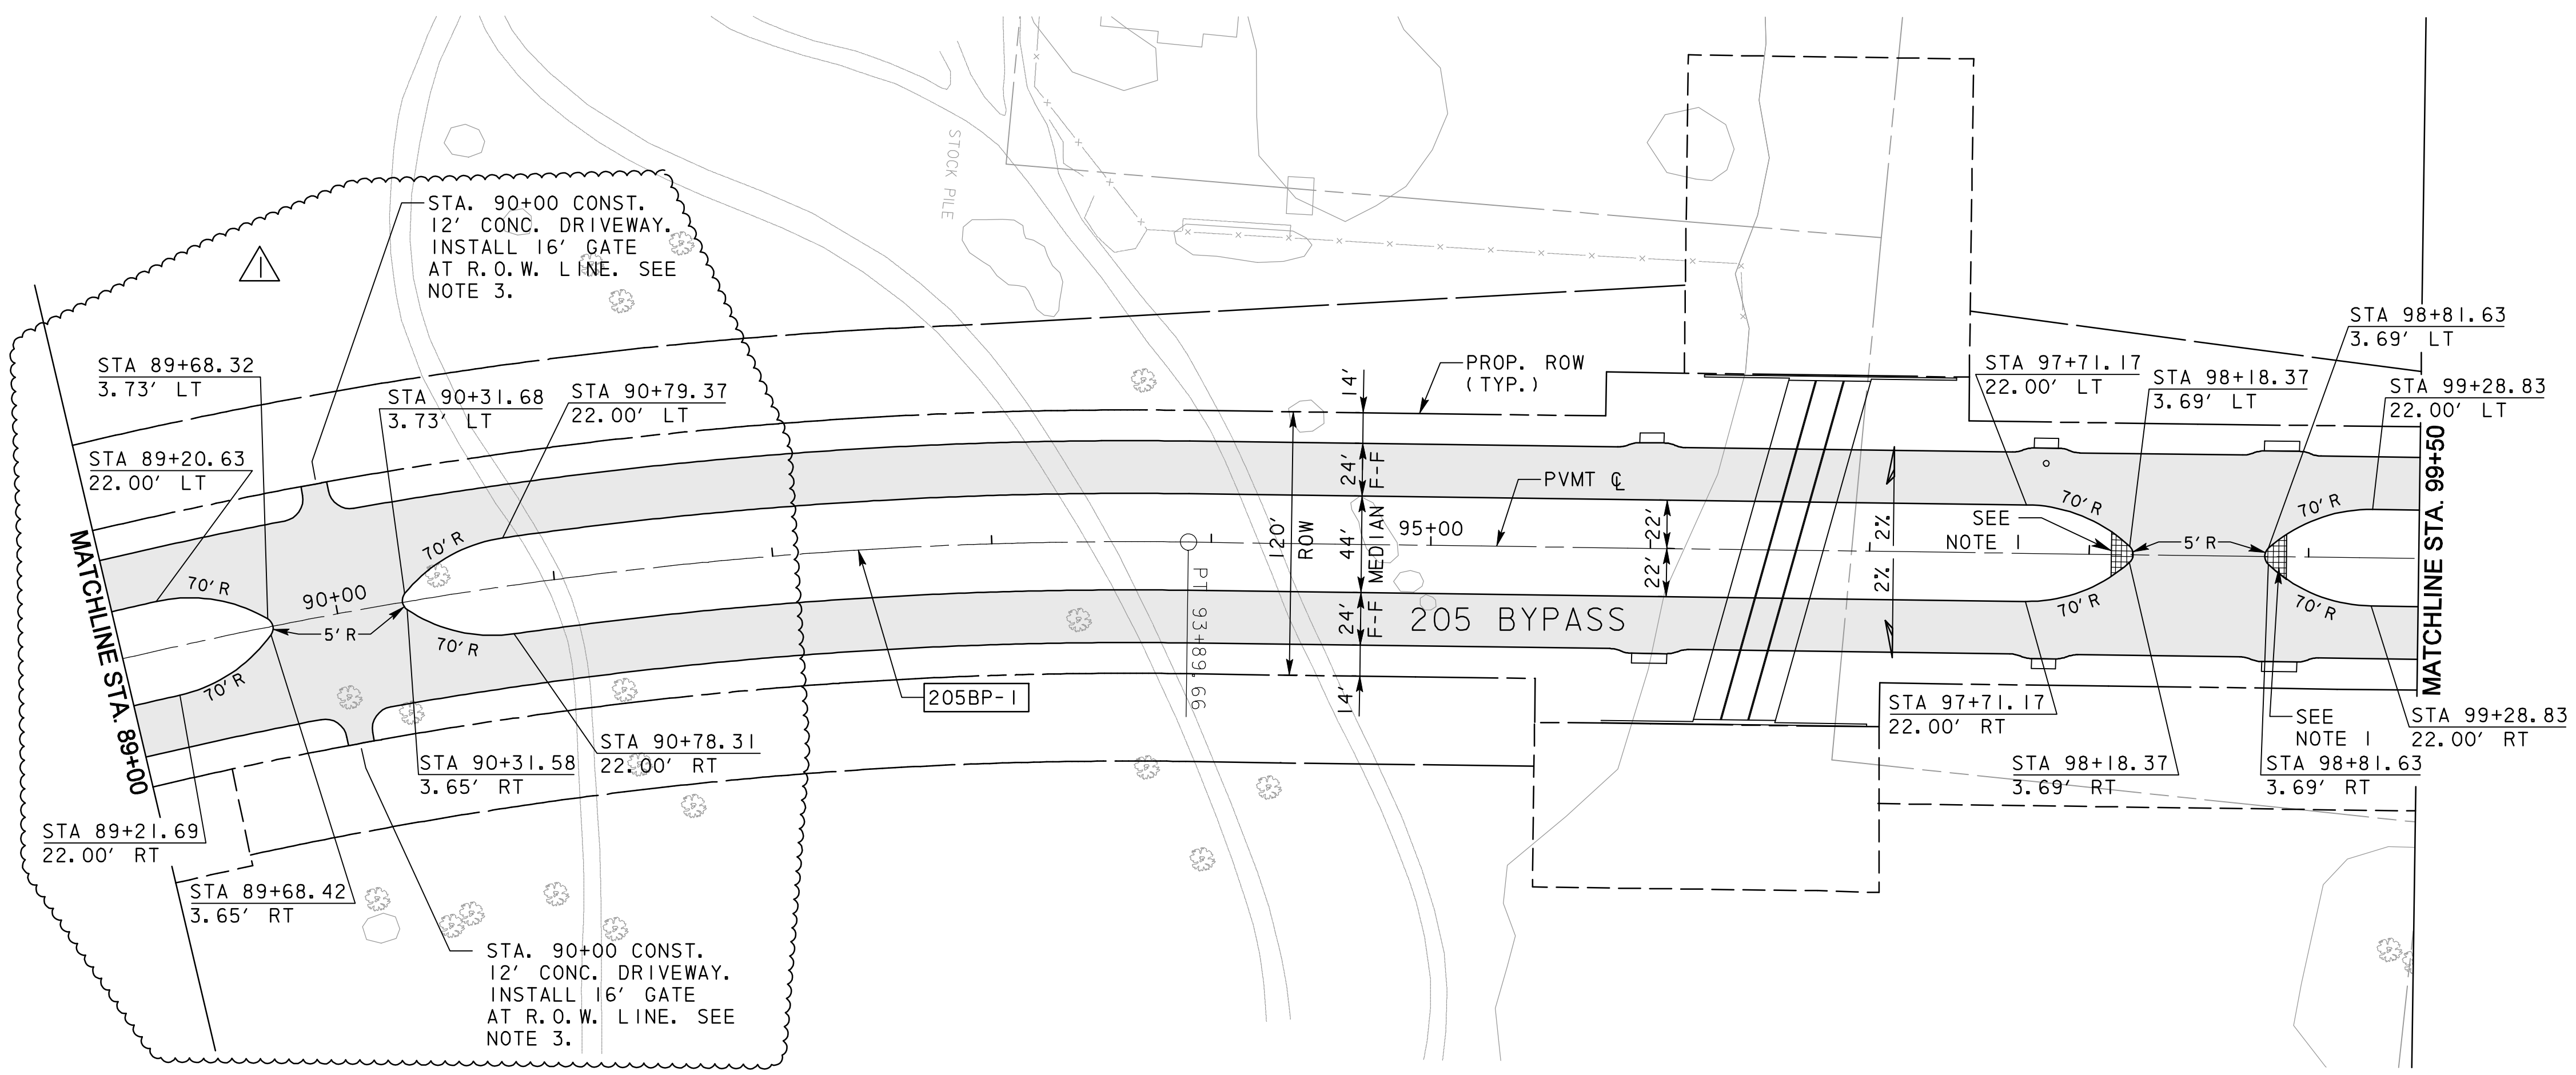 STOCK PILE
STA. 90+00 CONST.
12' CONC. DRIVEWAY.
INSTALL 16' GATE
AT R.O.W. LINE. SEE
NOTE 3.
1
STA 89+68.32
3.73' LT
STA 90+31.68
3.73' LT
STA 90+79.37
22.00' LT
STA 89+20.63
22.00' LT
MATCHLINE STA. 89+00
70' R
70' R
90+00
5' R
70' R
70' R
STA 89+21.69
22.00' RT
STA 89+68.42
3.65' RT
STA 90+31.58
3.65' RT
STA 90+78.31
22.00' RT
STA. 90+00 CONST.
12' CONC. DRIVEWAY.
INSTALL 16' GATE
AT R.O.W. LINE. SEE
NOTE 3.
205BP-1
PT 93+89.66
120'
ROW
14'
24'
F-F
44'
MEDIAN
24'
F-F
14'
PROP. ROW
(TYP.)
PVMT ℄
95+00
205 BYPASS
22'
22'
2%
2%
STA 97+71.17
22.00' LT
STA 98+18.37
3.69' LT
STA 98+81.63
3.69' LT
STA 99+28.83
22.00' LT
70' R
70' R
SEE
NOTE 1
5' R
70' R
70' R
STA 97+71.17
22.00' RT
STA 98+18.37
3.69' RT
SEE
NOTE 1
STA 98+81.63
3.69' RT
STA 99+28.83
22.00' RT
MATCHLINE STA. 99+50